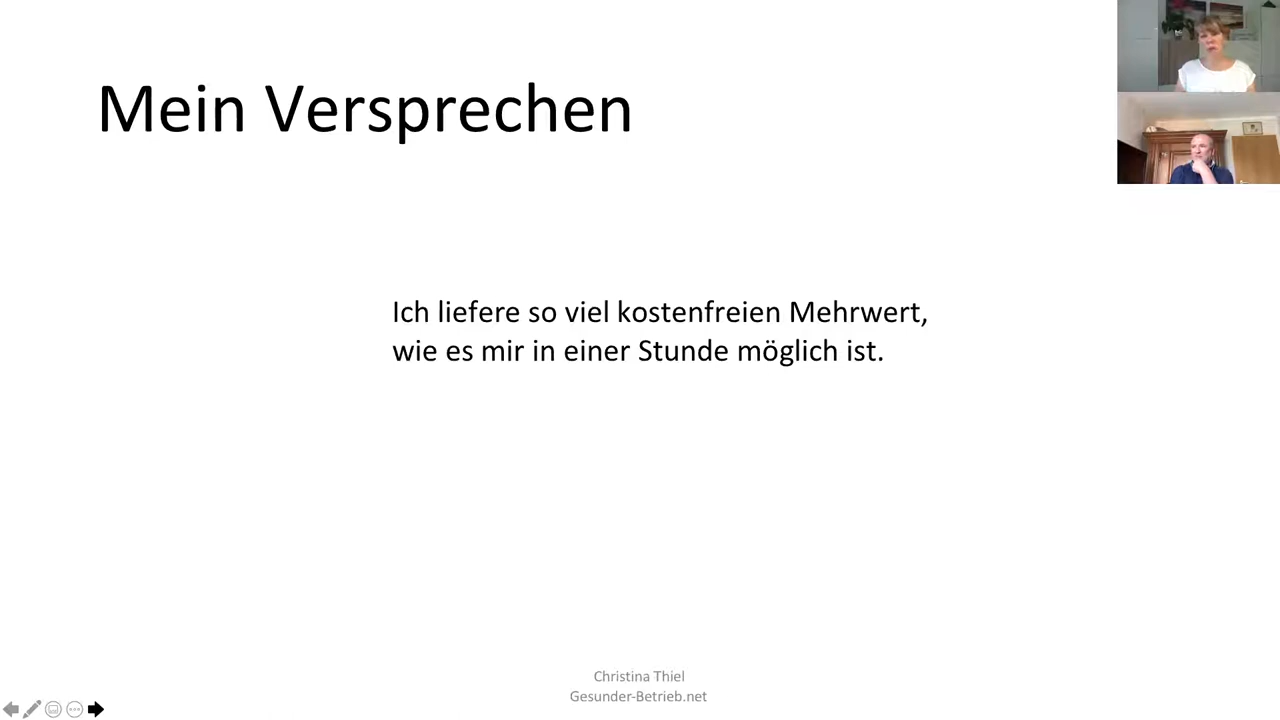 Mein Versprechen
Ich liefere so viel kostenfreien Mehrwert,
wie es mir in einer Stunde möglich ist.
Christina Thiel
Gesunder-Betrieb.net